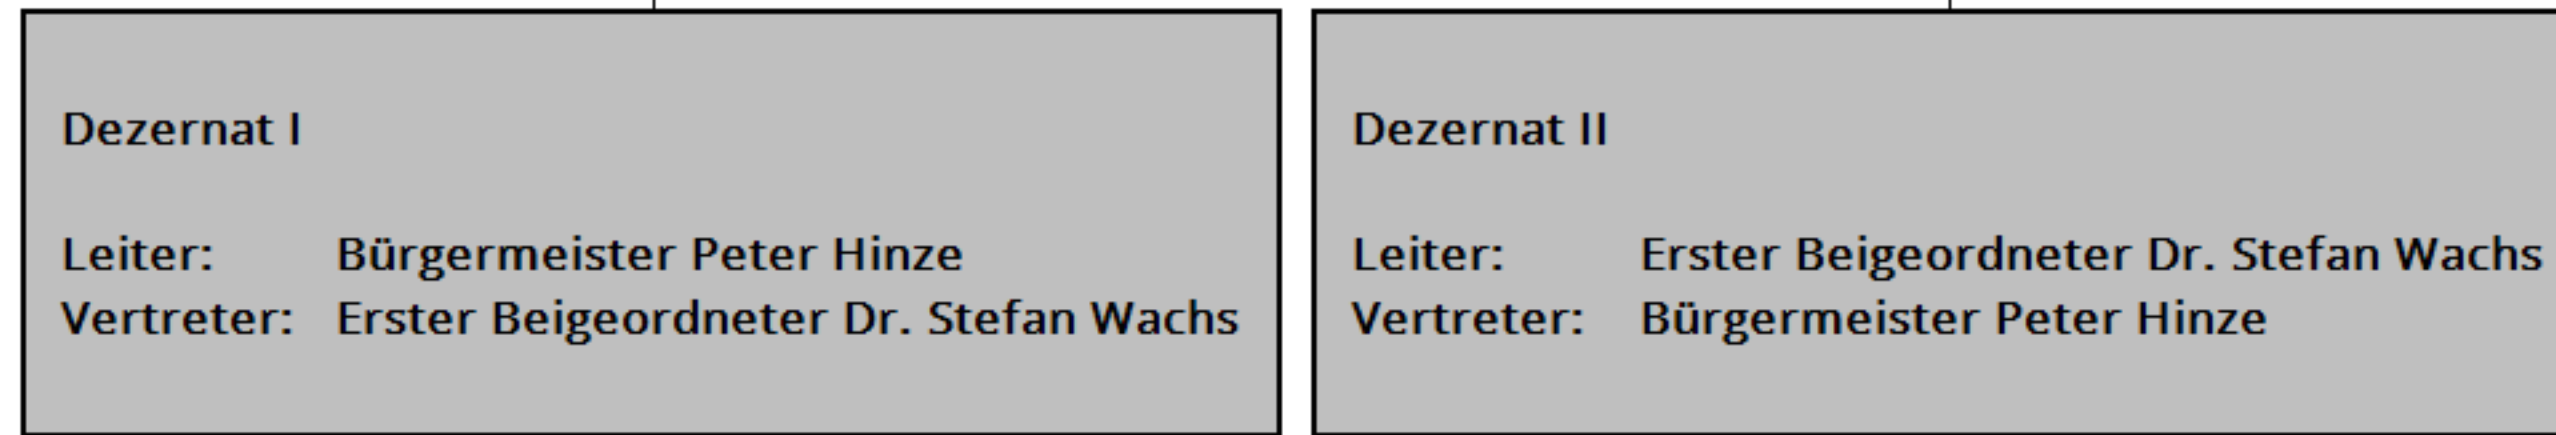 Dezernat I
Leiter: Bürgermeister Peter Hinze
Vertreter: Erster Beigeordneter Dr. Stefan Wachs
Dezernat II
Leiter: Erster Beigeordneter Dr. Stefan Wachs
Vertreter: Bürgermeister Peter Hinze